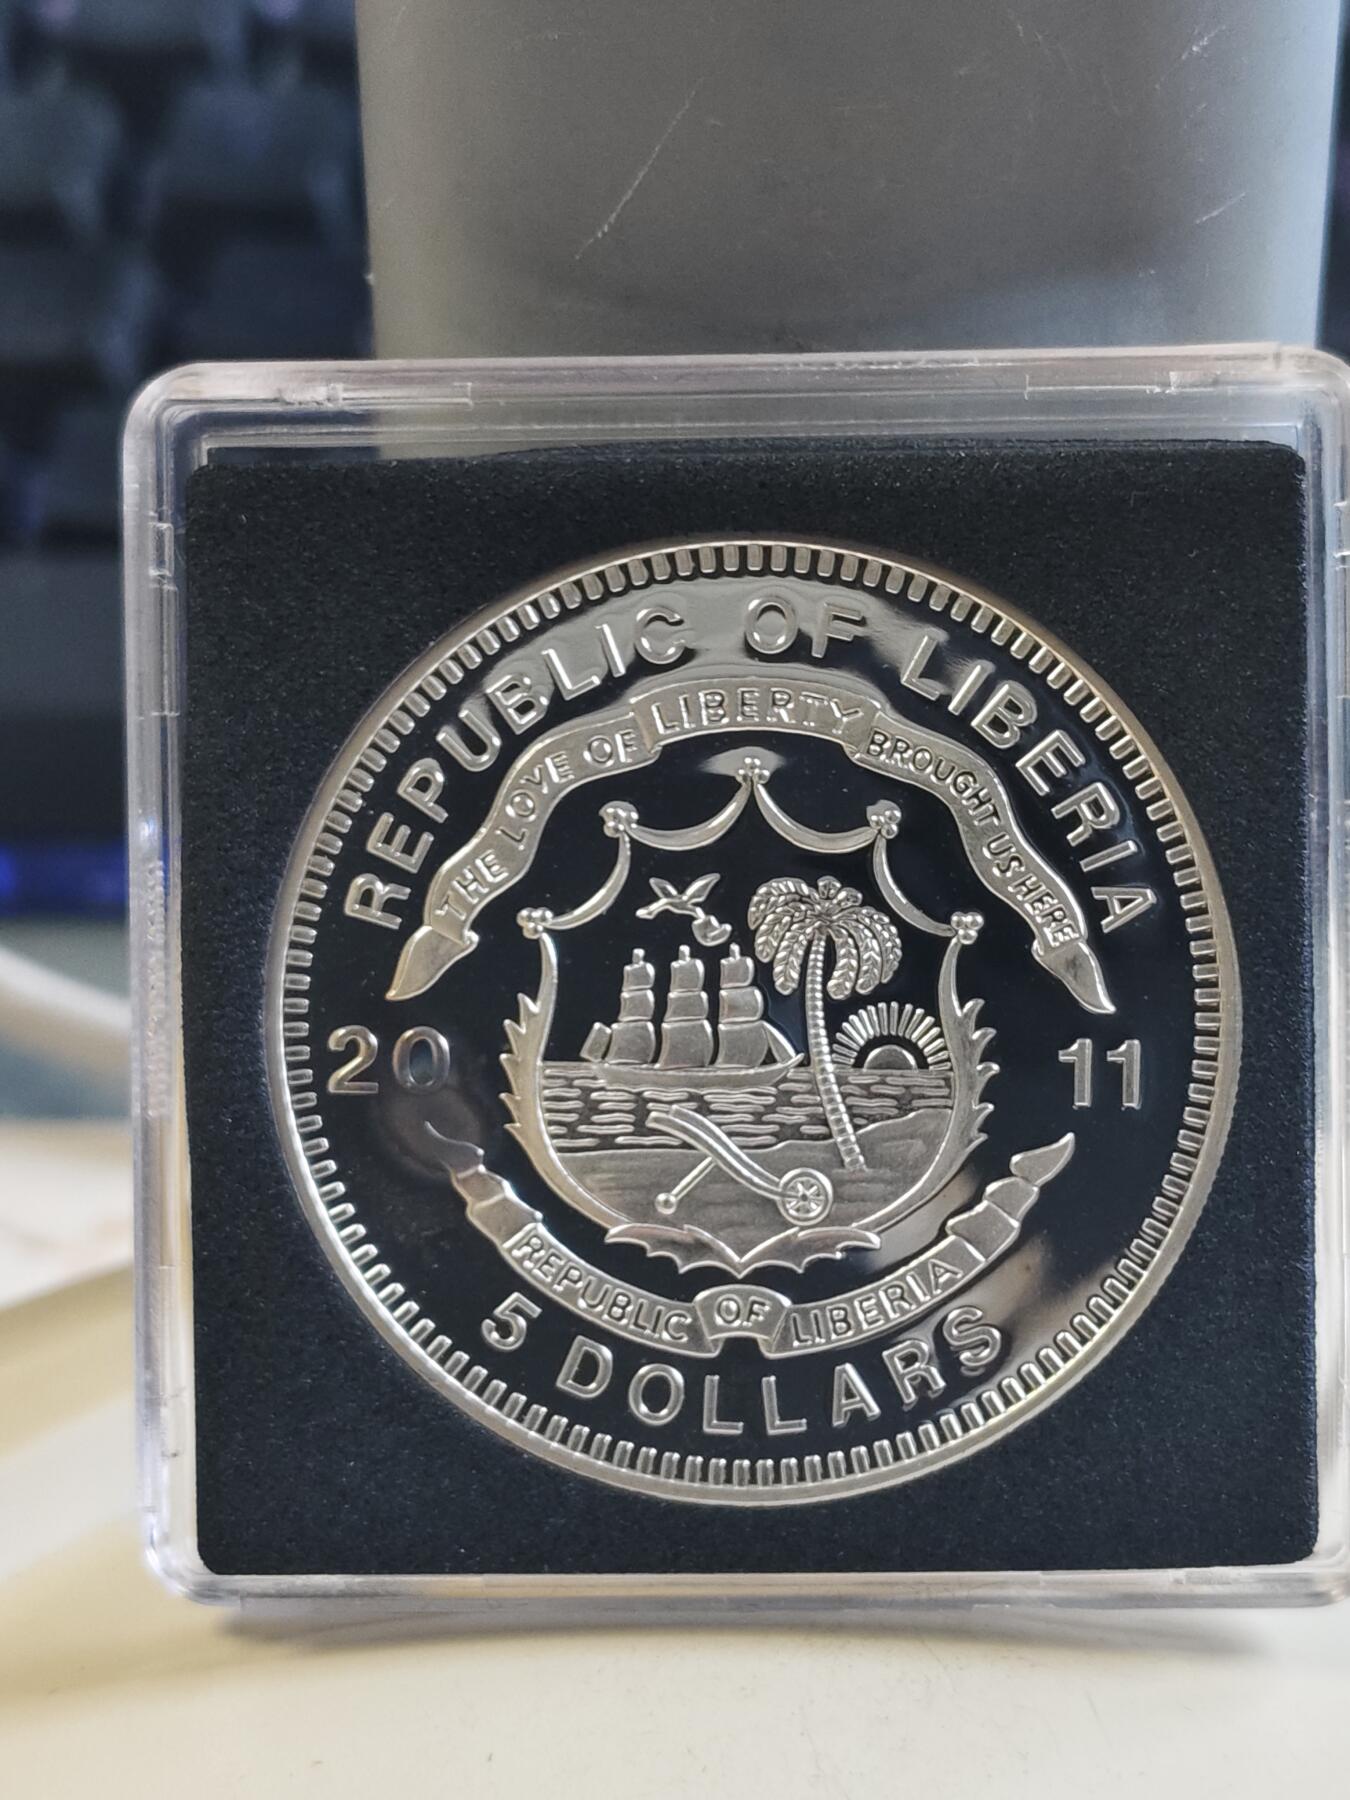 REPUBLIC OF LIBERIA
THE LOVE OF LIBERTY BROUGHT US HERE
20 11
REPUBLIC OF LIBERIA
5 DOLLARS